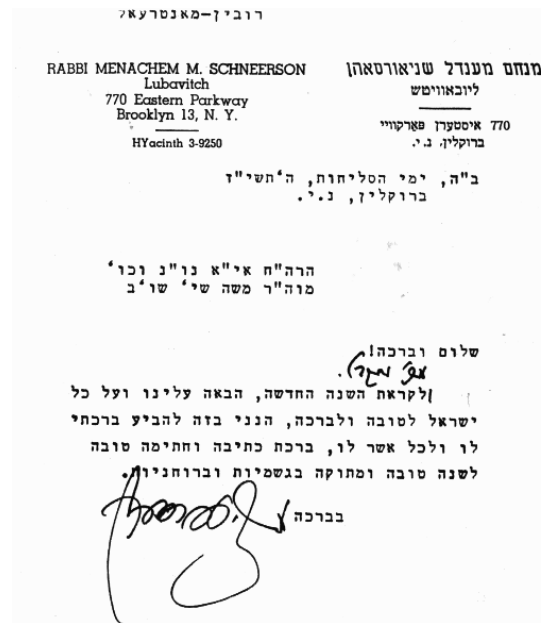 רובין-מאנטרעאל
RABBI MENACHEM M. SCHNEERSON
Lubavitch
770 Eastern Parkway
Brooklyn 13, N. Y.
HYacinth 3-9250
מנחם מענדל שניאורסאהן
ליובאוויטש
770 איסטערן פארקוויי
ברוקלין, נ.י.
ב"ה, ימי הסליחות, ה'תשי"ז
ברוקלין, נ.י.
הרה"ח אי"א נו"נ וכו'
מוה"ר משה שי' שו'ב
שלום וברכה!
לקראת השנה החדשה, הבאה עלינו ועל כל
ישראל לטובה ולברכה, הנני בזה להביע ברכתי
לו ולכל אשר לו, ברכת כתיבה וחתימה טובה
לשנה טובה ומתוקה בגשמיות וברוחניות.
בברכה